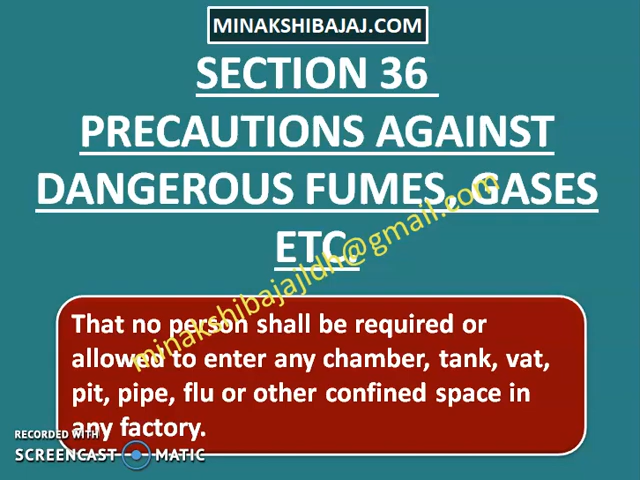 MINAKSHIBAJAJ.COM
SECTION 36
PRECAUTIONS AGAINST
DANGEROUS FUMES, GASES
ETC.
minakshibajajldh@gmail.com
That no person shall be required or
allowed to enter any chamber, tank, vat,
pit, pipe, flu or other confined space in
any factory.
RECORDED WITH
SCREENCAST MATIC